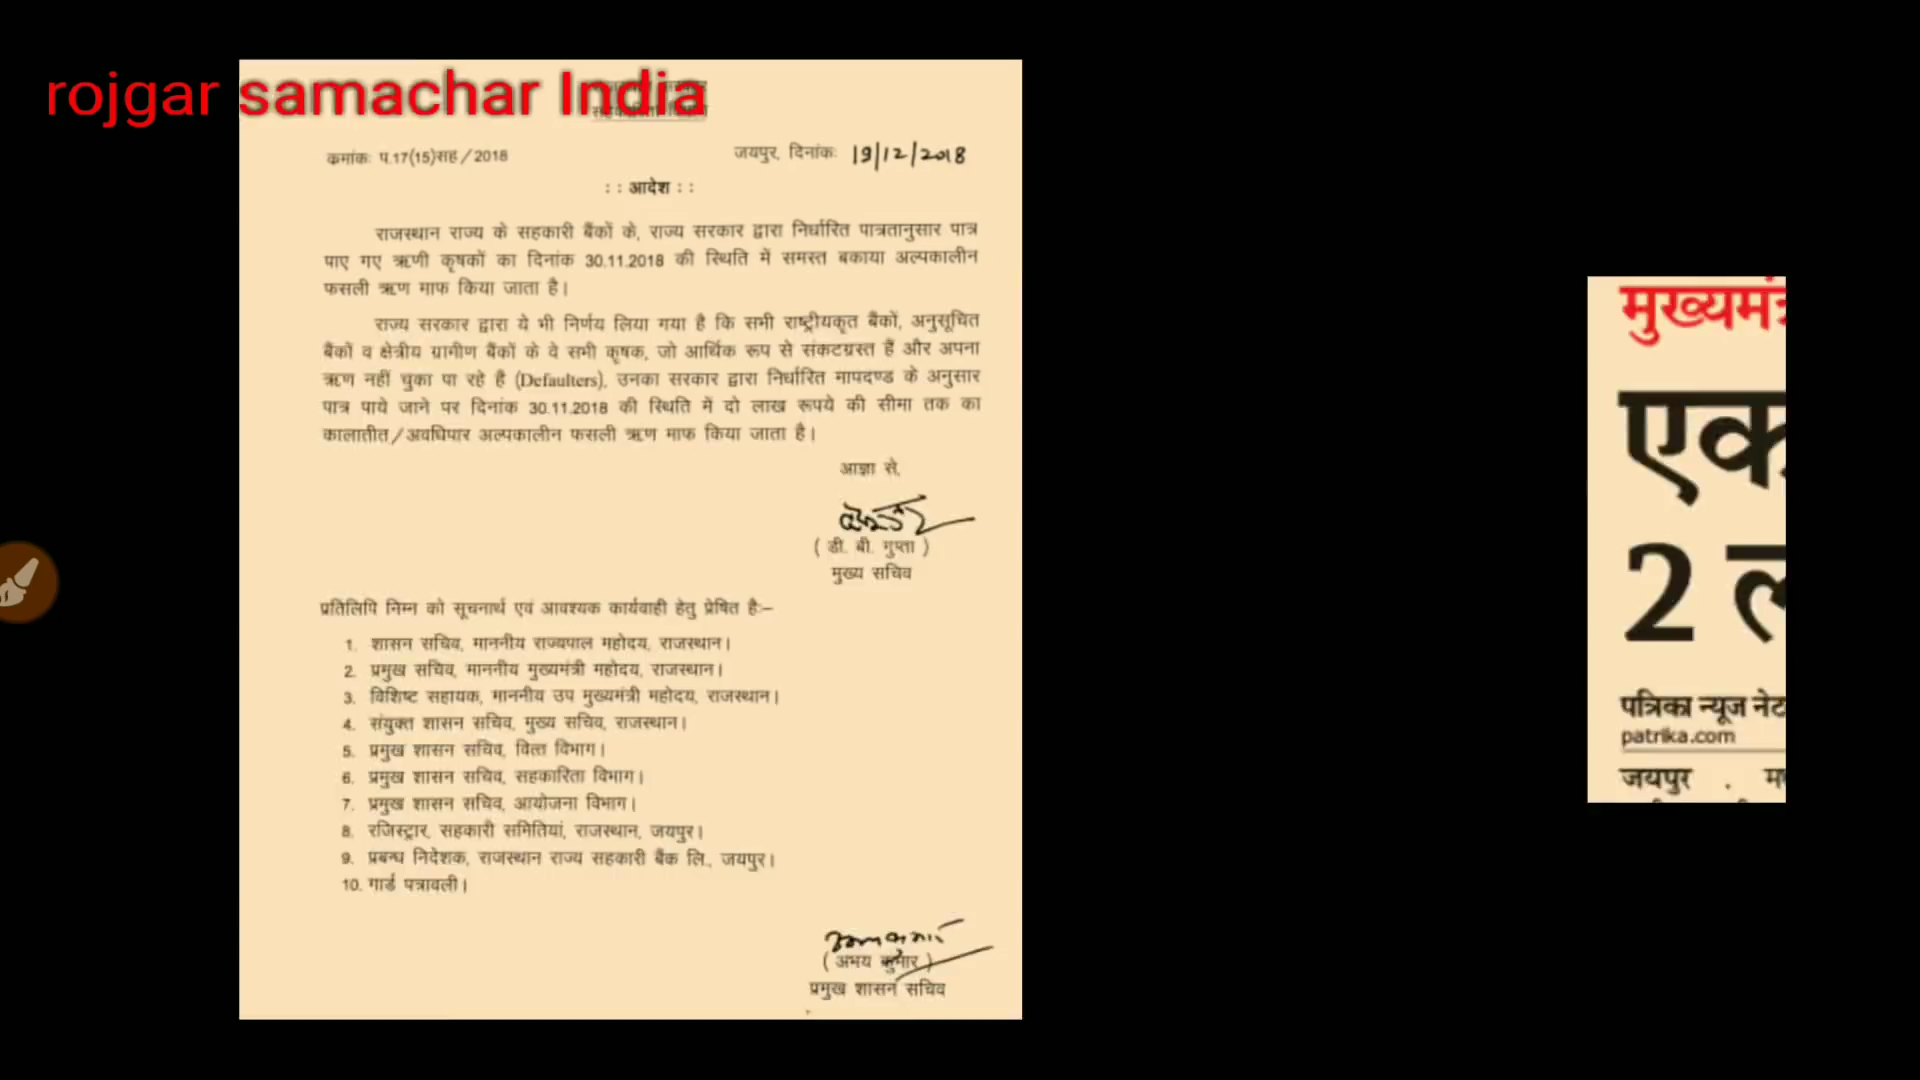 rojgar samachar India
क्रमांकः प.17(15)सह/2018
जयपुर, दिनांकः 19/12/2018
: : आदेश : :
राजस्थान राज्य के सहकारी बैंकों के, राज्य सरकार द्वारा निर्धारित पात्रतानुसार पात्र
पाए गए ऋणी कृषकों का दिनांक 30.11.2018 की स्थिति में समस्त बकाया अल्पकालीन
फसली ऋण माफ किया जाता है।
राज्य सरकार द्वारा ये भी निर्णय लिया गया है कि सभी राष्ट्रीयकृत बैंकों, अनुसूचित
बैंकों व क्षेत्रीय ग्रामीण बैंकों के वे सभी कृषक, जो आर्थिक रूप से संकटग्रस्त हैं और अपना
ऋण नहीं चुका पा रहे है (Defaulters), उनका सरकार द्वारा निर्धारित मापदण्ड के अनुसार
पात्र पाये जाने पर दिनांक 30.11.2018 की स्थिति में दो लाख रूपये की सीमा तक का
कालातीत/अवधिपार अल्पकालीन फसली ऋण माफ किया जाता है।
आज्ञा से,
( डी. बी. गुप्ता )
मुख्य सचिव
प्रतिलिपि निम्न को सूचनार्थ एवं आवश्यक कार्यवाही हेतु प्रेषित हैः–
1. शासन सचिव, माननीय राज्यपाल महोदय, राजस्थान।
2. प्रमुख सचिव, माननीय मुख्यमंत्री महोदय, राजस्थान।
3. विशिष्ट सहायक, माननीय उप मुख्यमंत्री महोदय, राजस्थान।
4. संयुक्त शासन सचिव, मुख्य सचिव, राजस्थान।
5. प्रमुख शासन सचिव, वित्त विभाग।
6. प्रमुख शासन सचिव, सहकारिता विभाग।
7. प्रमुख शासन सचिव, आयोजना विभाग।
8. रजिस्ट्रार, सहकारी समितियां, राजस्थान, जयपुर।
9. प्रबन्ध निदेशक, राजस्थान राज्य सहकारी बैंक लि., जयपुर।
10. गार्ड पत्रावली।
( अभय कुमार )
प्रमुख शासन सचिव
एक
2
पत्रिका न्यूज
patrika.com
जयपुर .